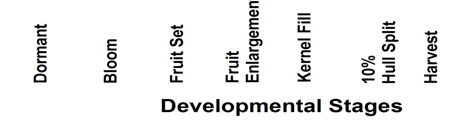 Dormant
Bloom
Fruit Set
Fruit
Enlargemen
Kernel Fill
10%
Hull Split
Harvest
Developmental Stages